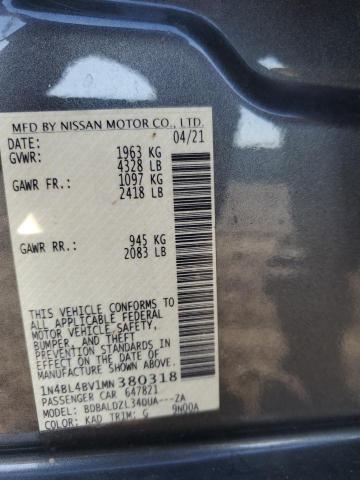 MFD BY NISSAN MOTOR CO., LTD.
DATE: 04/21
GVWR: 1963 KG
4328 LB
GAWR FR.: 1097 KG
2418 LB
GAWR RR.: 945 KG
2083 LB
THIS VEHICLE CONFORMS TO
ALL APPLICABLE FEDERAL
MOTOR VEHICLE SAFETY,
BUMPER, AND THEFT
PREVENTION STANDARDS IN
EFFECT ON THE DATE OF
MANUFACTURE SHOWN ABOVE.
1N4BL4BV1MN380318
PASSENGER CAR 647821
MODEL: BDBALDZL34DUA---ZA
COLOR: KAD TRIM: G 9N00A